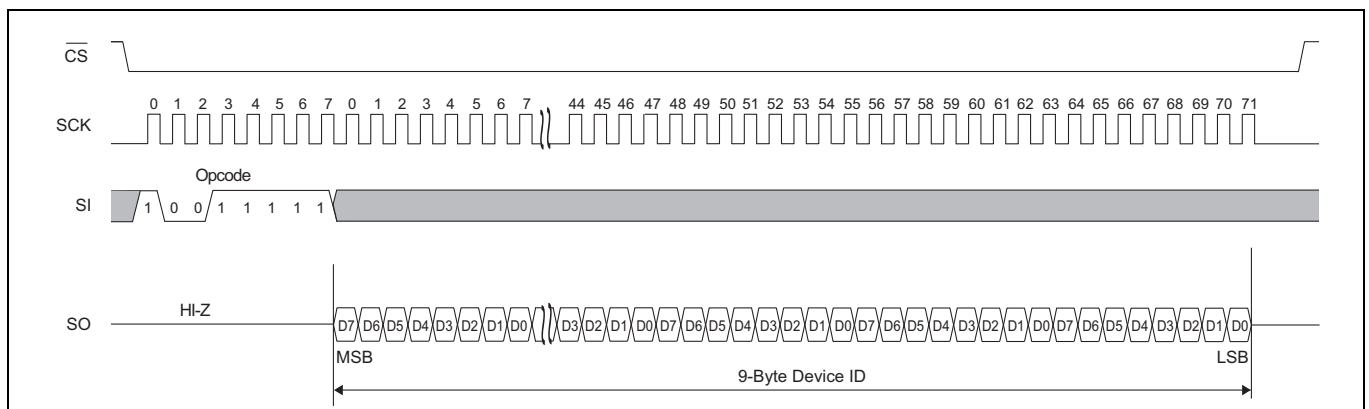 CS
0 1 2 3 4 5 6 7 0 1 2 3 4 5 6 7 44 45 46 47 48 49 50 51 52 53 54 55 56 57 58 59 60 61 62 63 64 65 66 67 68 69 70 71
SCK
Opcode
SI 1 0 0 1 1 1 1 1
HI-Z
SO D7 D6 D5 D4 D3 D2 D1 D0 D3 D2 D1 D0 D7 D6 D5 D4 D3 D2 D1 D0 D7 D6 D5 D4 D3 D2 D1 D0 D7 D6 D5 D4 D3 D2 D1 D0
MSB LSB
9-Byte Device ID